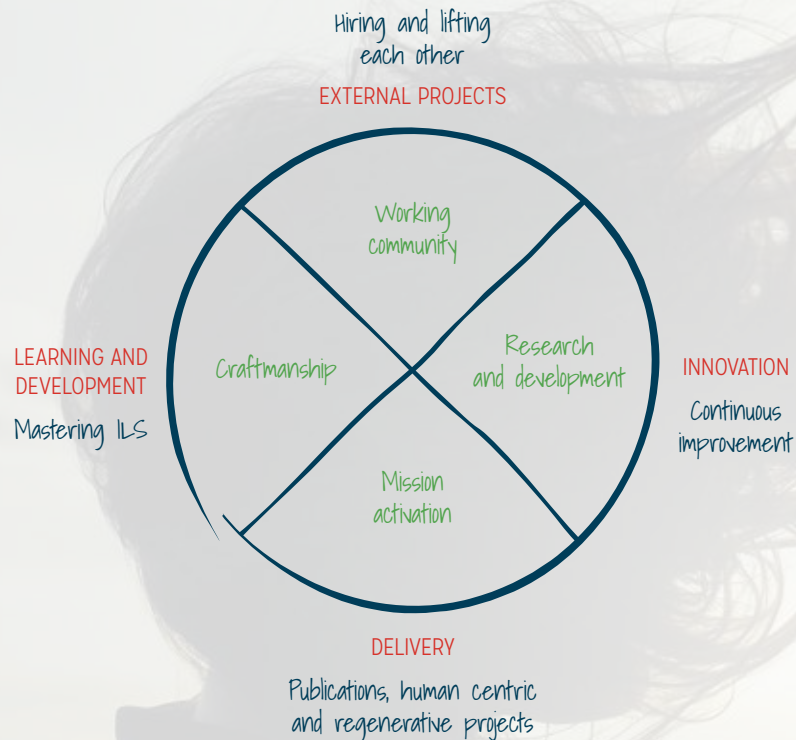 Hiring and lifting
each other
EXTERNAL PROJECTS
Working
community
LEARNING AND
DEVELOPMENT
Mastering ILS
Craftmanship
Research
and development
INNOVATION
Continuous
improvement
Mission
activation
DELIVERY
Publications, human centric
and regenerative projects